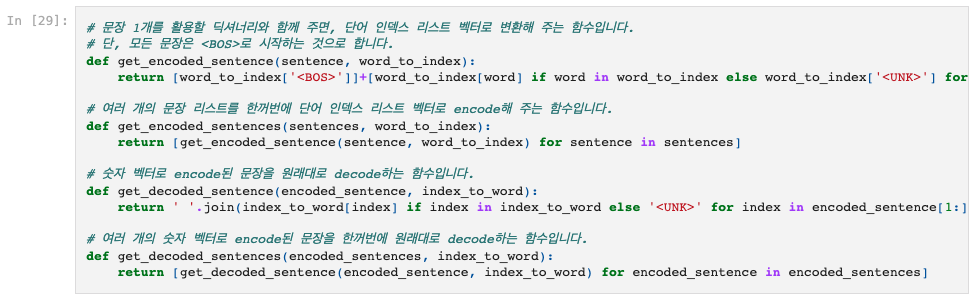 In [29]:
# 문장 1개를 활용할 딕셔너리와 함께 주면, 단어 인덱스 리스트 벡터로 변환해 주는 함수입니다.
# 단, 모든 문장은 <BOS>로 시작하는 것으로 합니다.
def get_encoded_sentence(sentence, word_to_index):
    return [word_to_index['<BOS>']]+[word_to_index[word] if word in word_to_index else word_to_index['<UNK>'] for
# 여러 개의 문장 리스트를 한꺼번에 단어 인덱스 리스트 벡터로 encode해 주는 함수입니다.
def get_encoded_sentences(sentences, word_to_index):
    return [get_encoded_sentence(sentence, word_to_index) for sentence in sentences]
# 숫자 벡터로 encode된 문장을 원래대로 decode하는 함수입니다.
def get_decoded_sentence(encoded_sentence, index_to_word):
    return ' '.join(index_to_word[index] if index in index_to_word else '<UNK>' for index in encoded_sentence[1:]
# 여러 개의 숫자 벡터로 encode된 문장을 한꺼번에 원래대로 decode하는 함수입니다.
def get_decoded_sentences(encoded_sentences, index_to_word):
    return [get_decoded_sentence(encoded_sentence, index_to_word) for encoded_sentence in encoded_sentences]